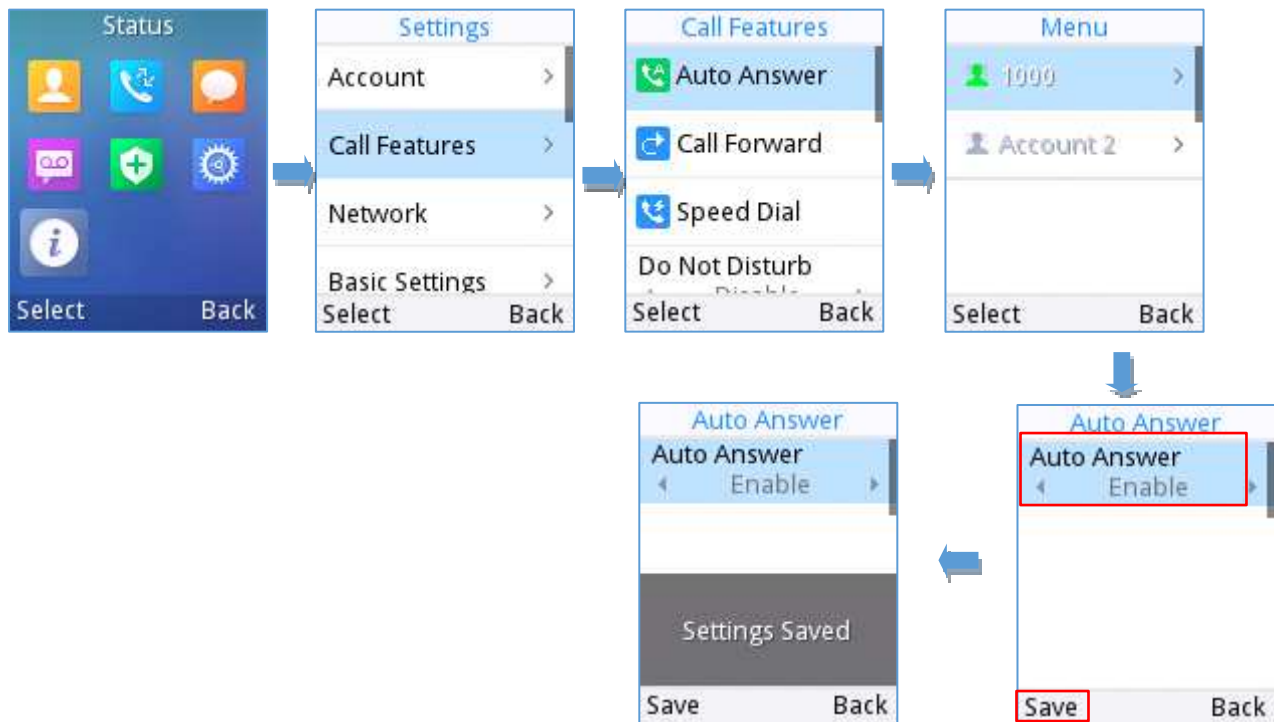 Status
Select Back
Settings
Account
Call Features
Network
Basic Settings
Select Back
Call Features
Auto Answer
Call Forward
Speed Dial
Do Not Disturb
Disable
Select Back
Menu
1000
Account 2
Select Back
Auto Answer
Auto Answer
Enable
Save Back
Auto Answer
Auto Answer
Enable
Settings Saved
Save Back